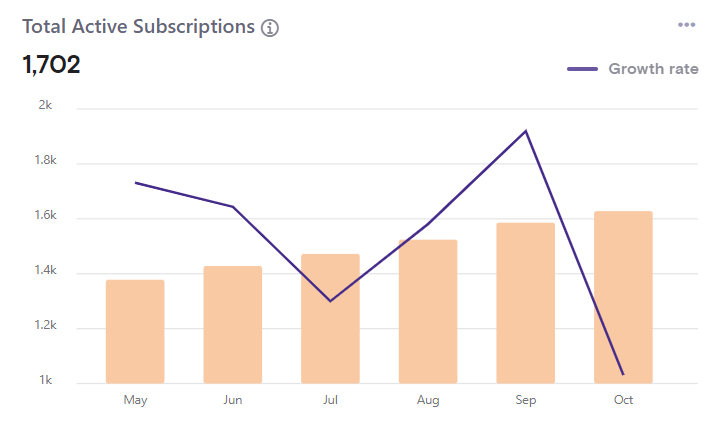 Total Active Subscriptions
1,702
Growth rate
2k
1.8k
1.6k
1.4k
1.2k
1k
May Jun Jul Aug Sep Oct